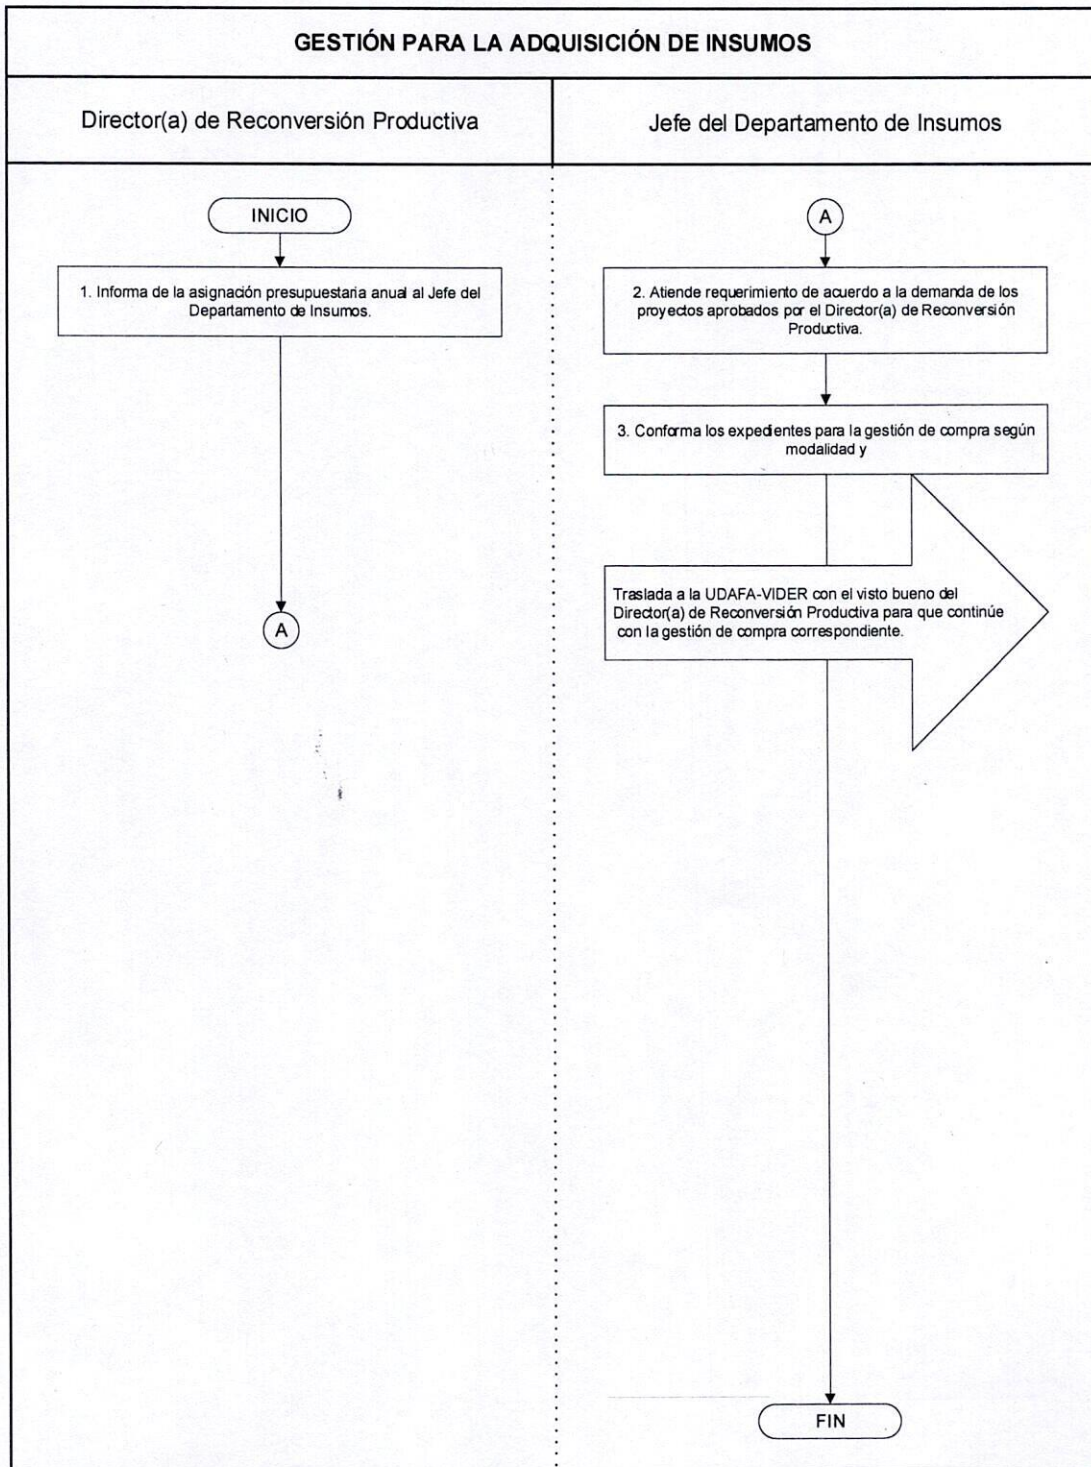 GESTIÓN PARA LA ADQUISICIÓN DE INSUMOS
Director(a) de Reconversión Productiva
Jefe del Departamento de Insumos
INICIO
1. Informa de la asignación presupuestaria anual al Jefe del
Departamento de Insumos.
A
A
2. Atiende requerimiento de acuerdo a la demanda de los
proyectos aprobados por el Director(a) de Reconversión
Productiva.
3. Conforma los expedientes para la gestión de compra según
modalidad y
Traslada a la UDAFA-VIDER con el visto bueno del
Director(a) de Reconversión Productiva para que continúe
con la gestión de compra correspondiente.
FIN